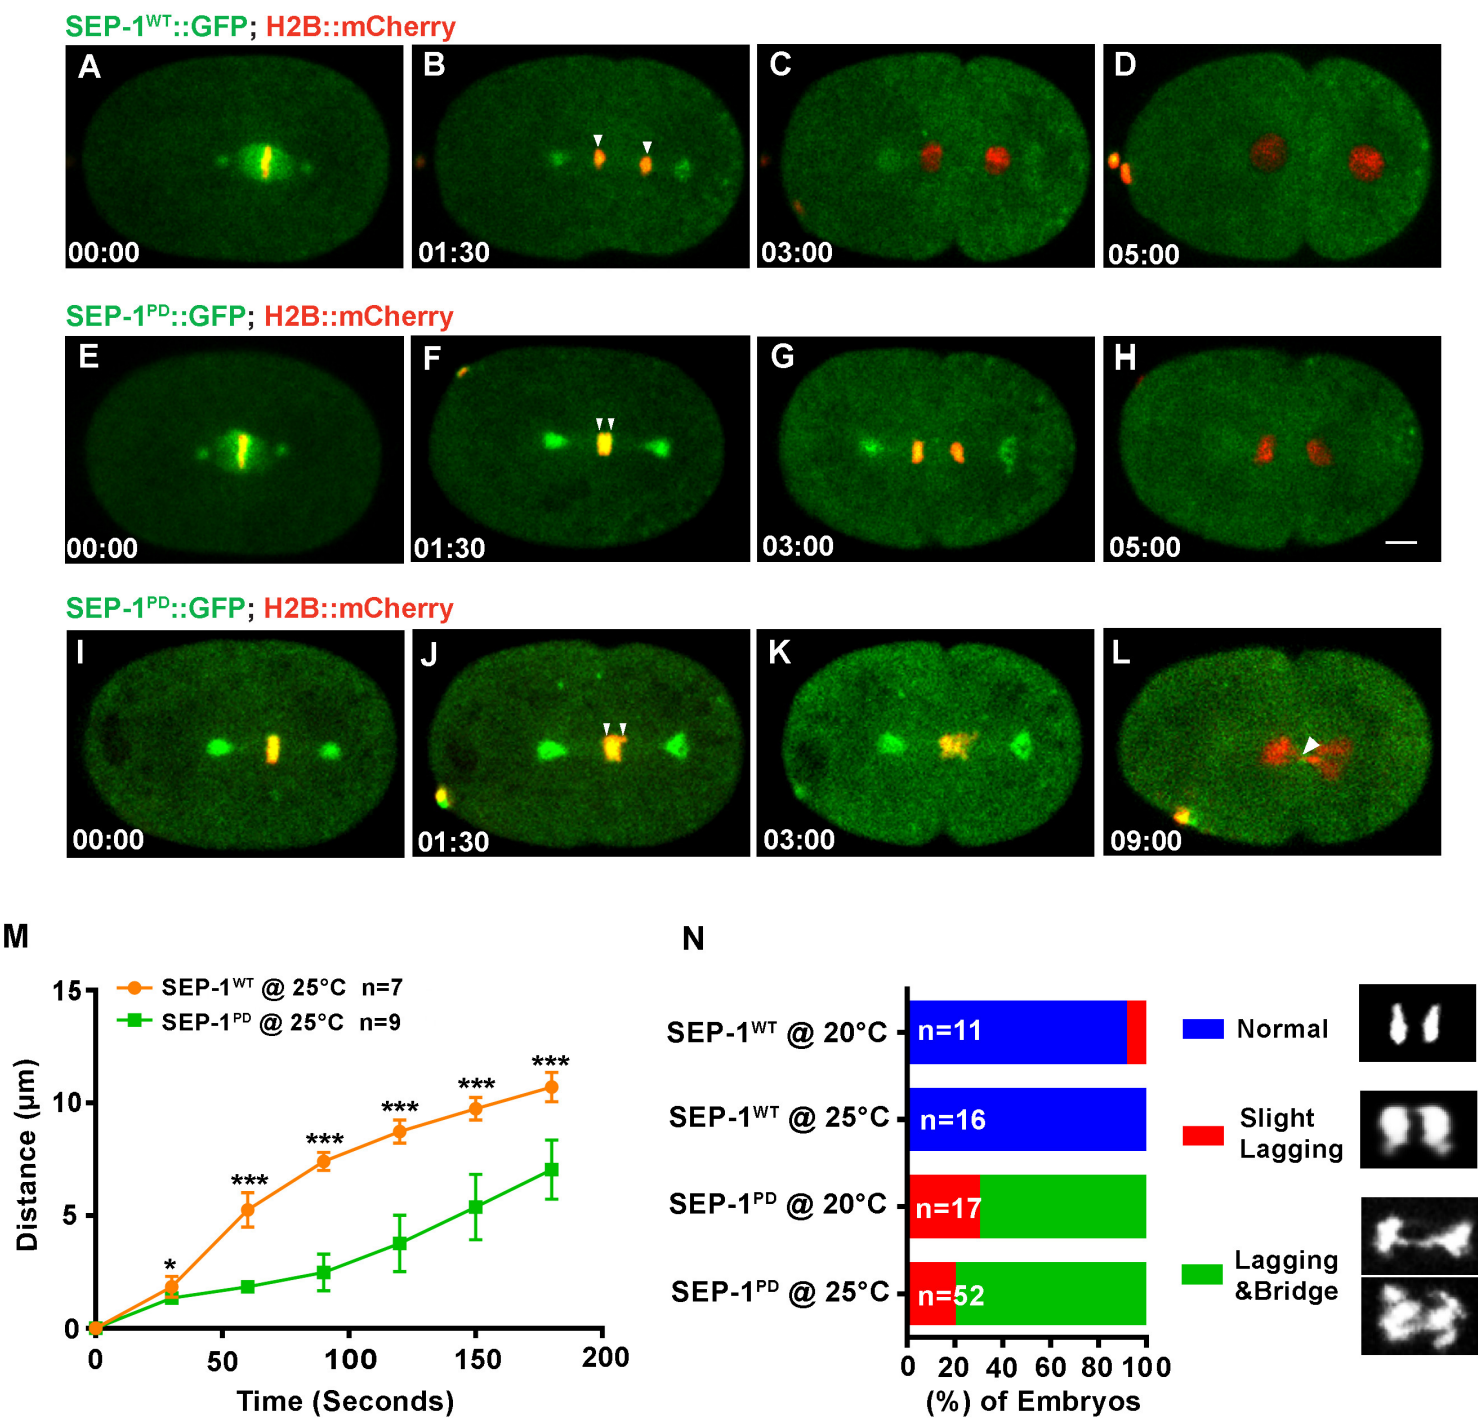 SEP-1WT::GFP; H2B::mCherry
A
B
C
D
00:00
01:30
03:00
05:00
SEP-1PD::GFP; H2B::mCherry
E
F
G
H
00:00
01:30
03:00
05:00
SEP-1PD::GFP; H2B::mCherry
I
J
K
L
00:00
01:30
03:00
09:00
M
SEP-1WT @ 25°C n=7
SEP-1PD @ 25°C n=9
15
10
5
0
Distance (µm)
*
***
***
***
***
***
0
50
100
150
200
Time (Seconds)
N
SEP-1WT @ 20°C
n=11
SEP-1WT @ 25°C
n=16
SEP-1PD @ 20°C
n=17
SEP-1PD @ 25°C
n=52
0
20
40
60
80
100
(%) of Embryos
Normal
Slight
Lagging
Lagging
&Bridge